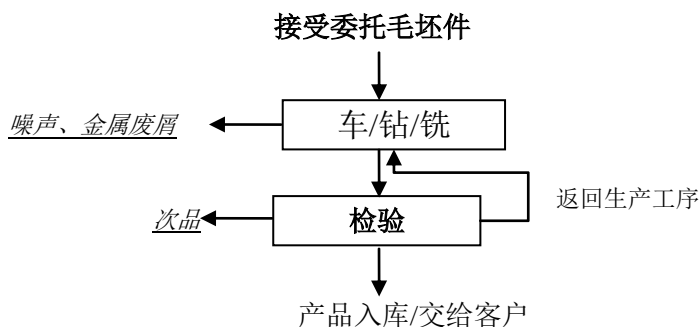 接受委托毛坯件
噪声、金属废屑
车/钻/铣
返回生产工序
次品
检验
产品入库/交给客户